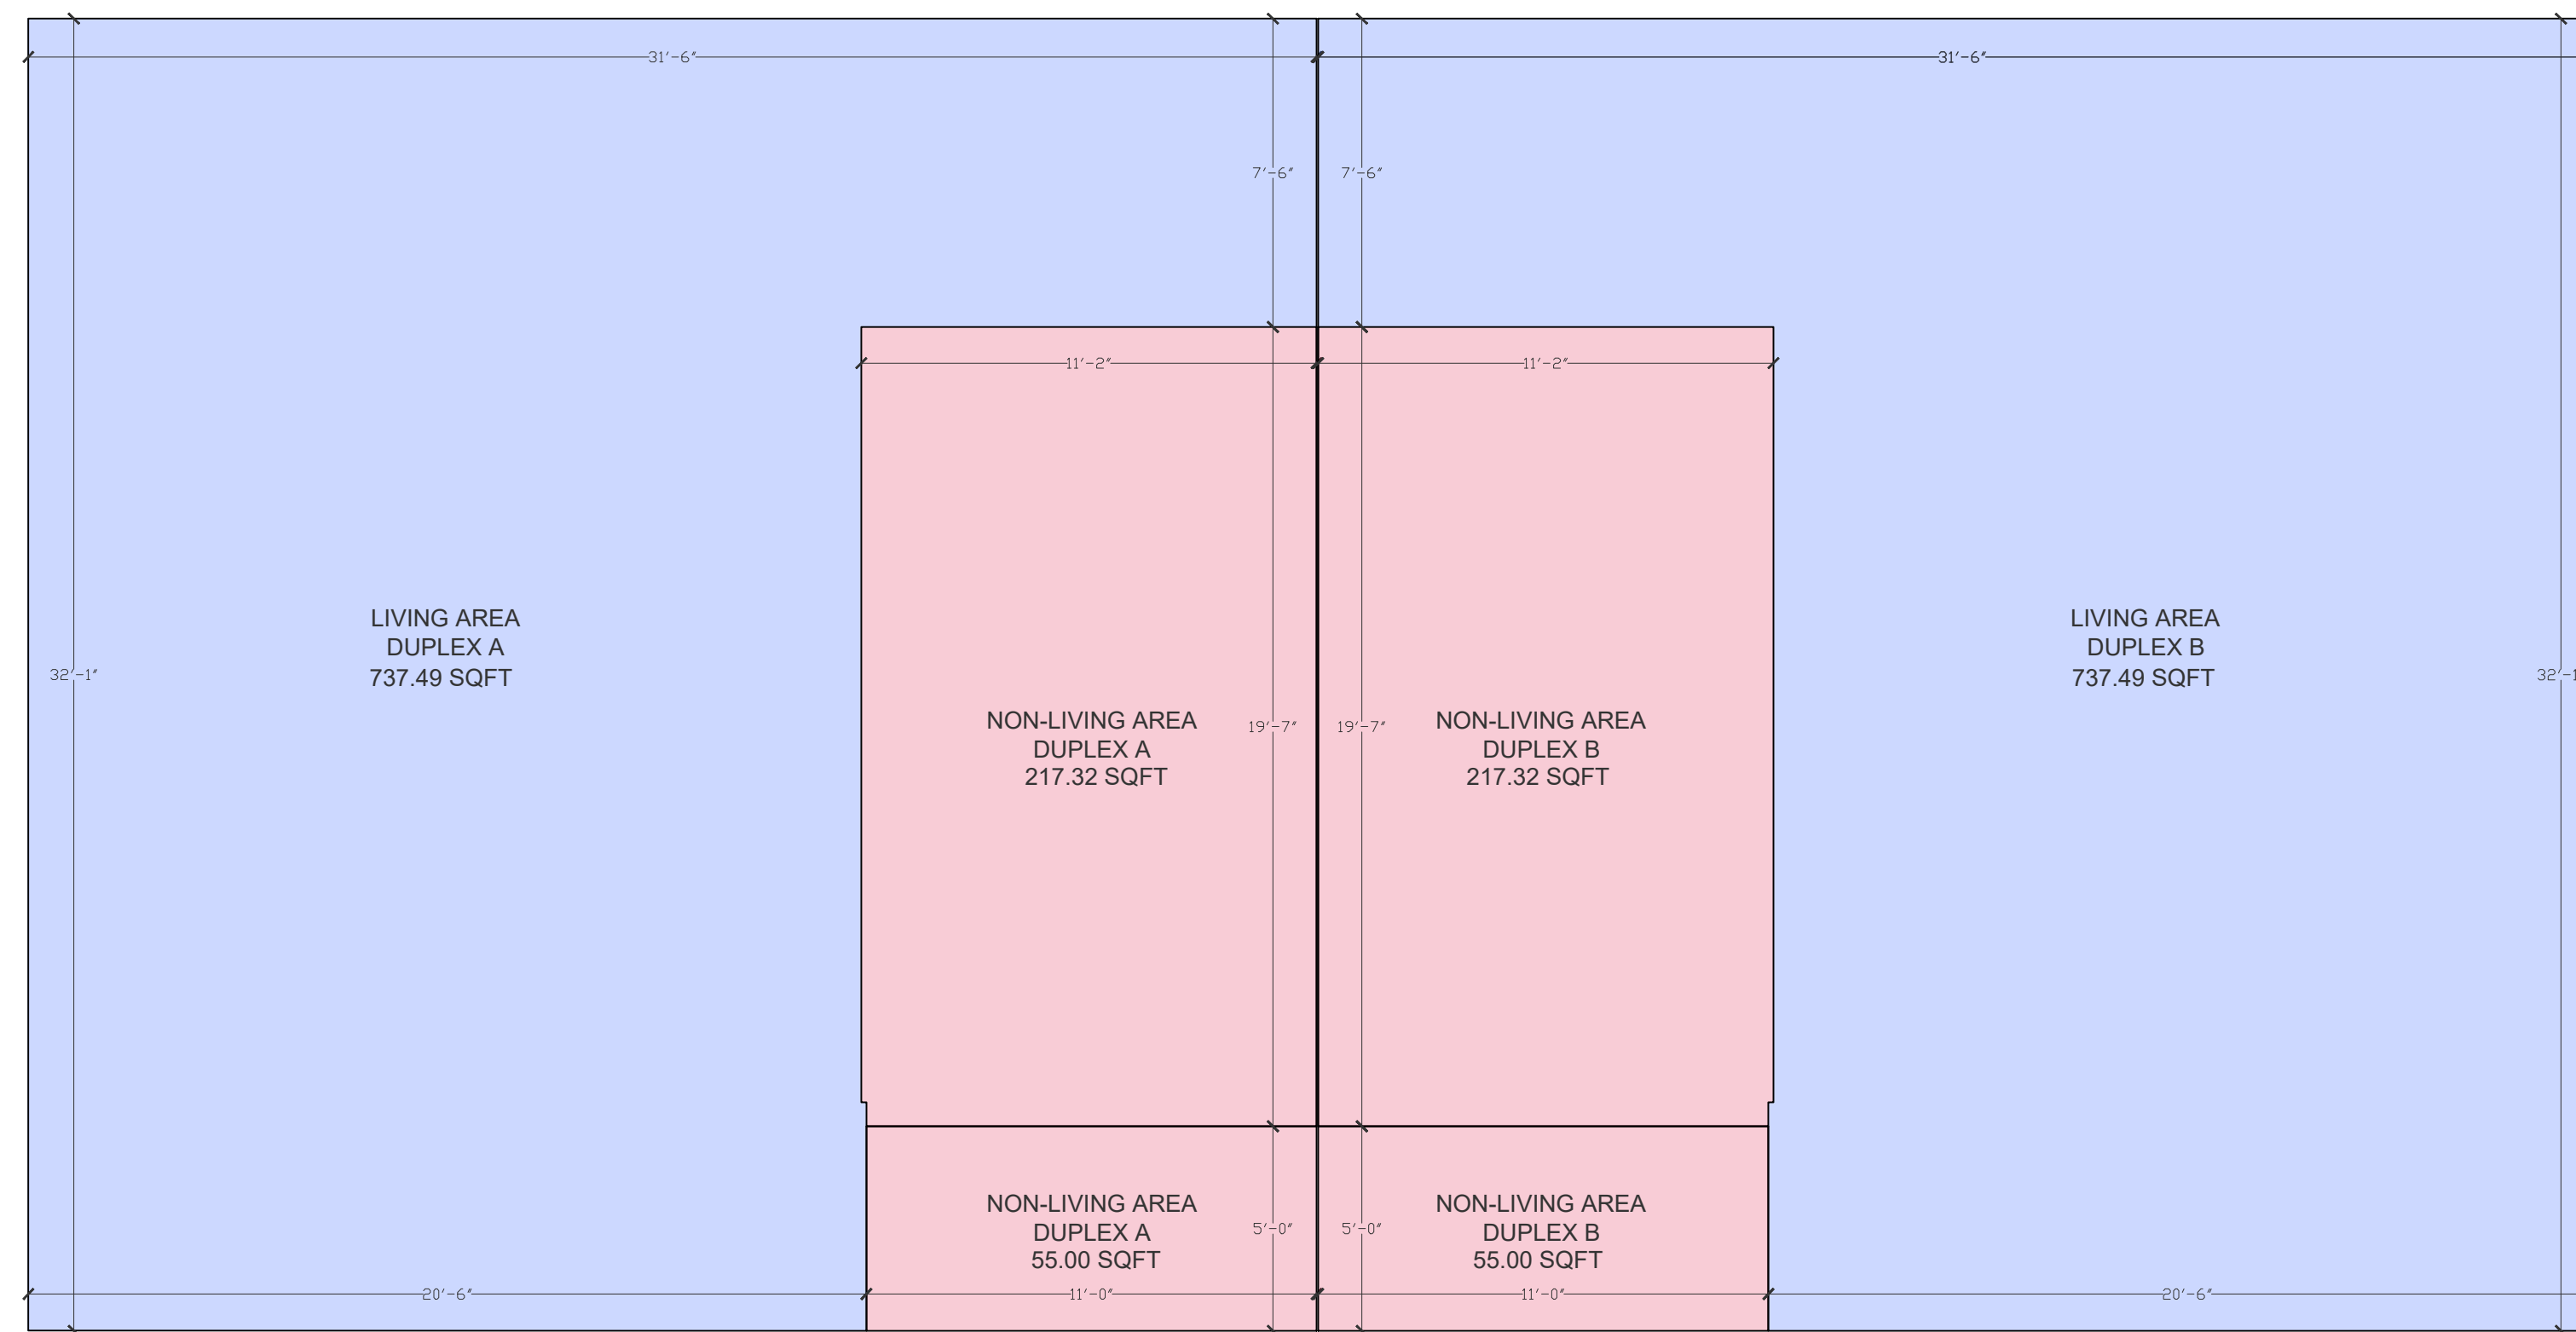 31'-6"
31'-6"
7'-6"
7'-6"
11'-2"
11'-2"
LIVING AREA
DUPLEX A
737.49 SQFT
LIVING AREA
DUPLEX B
737.49 SQFT
32'-1"
32'-1
NON-LIVING AREA
DUPLEX A
217.32 SQFT
19'-7"
19'-7"
NON-LIVING AREA
DUPLEX B
217.32 SQFT
NON-LIVING AREA
DUPLEX A
55.00 SQFT
5'-0"
5'-0"
NON-LIVING AREA
DUPLEX B
55.00 SQFT
20'-6"
11'-0"
11'-0"
20'-6"